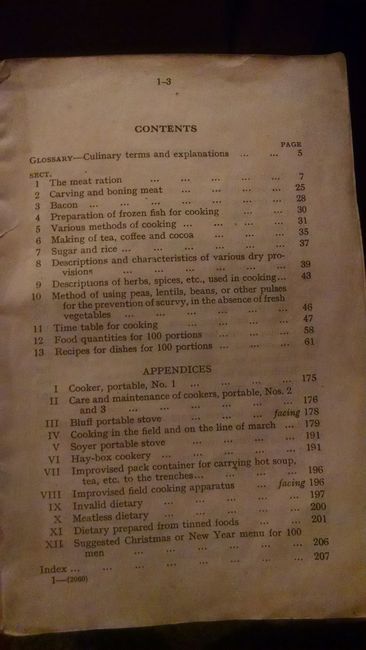 1–3
CONTENTS
PAGE
GLOSSARY—Culinary terms and explanations ... ... 5
SECT.
1 The meat ration ... ... ... ... ... 7
2 Carving and boning meat ... ... ... ... 25
3 Bacon ... ... ... ... ... ... ... 28
4 Preparation of frozen fish for cooking ... ... 30
5 Various methods of cooking ... ... ... ... 31
6 Making of tea, coffee and cocoa ... ... ... 35
7 Sugar and rice ... ... ... ... ... ... 37
8 Descriptions and characteristics of various dry pro-
visions ... ... ... ... ... ... 39
9 Descriptions of herbs, spices, etc., used in cooking... 43
10 Method of using peas, lentils, beans, or other pulses
for the prevention of scurvy, in the absence of fresh
vegetables ... ... ... ... ... ... 46
11 Time table for cooking ... ... ... ... 47
12 Food quantities for 100 portions ... ... ... 58
13 Recipes for dishes for 100 portions ... ... ... 61
APPENDICES
I Cooker, portable, No. 1 ... ... ... ... 175
II Care and maintenance of cookers, portable, Nos. 2
and 3 ... ... ... ... ... ... 176
III Bluff portable stove ... ... ... facing 178
IV Cooking in the field and on the line of march ... 179
V Soyer portable stove ... ... ... ... 191
VI Hay-box cookery ... ... ... ... ... 191
VII Improvised pack container for carrying hot soup,
tea, etc. to the trenches... ... ... ... 196
VIII Improvised field cooking apparatus ... facing 196
IX Invalid dietary ... ... ... ... ... 197
X Meatless dietary ... ... ... ... ... 200
XI Dietary prepared from tinned foods ... ... 201
XII Suggested Christmas or New Year menu for 100
men ... ... ... ... ... ... 206
Index ... ... ... ... ... ... ... 207
1—(2060)